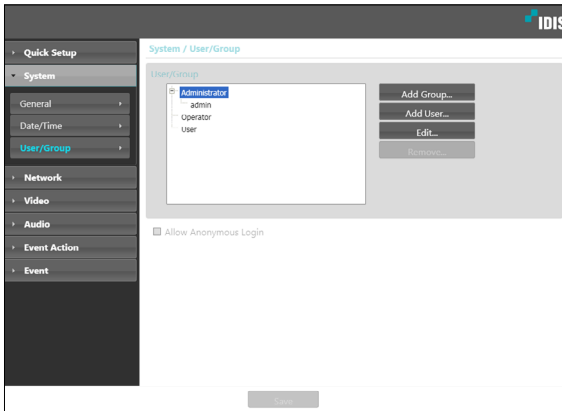 IDIS
Quick Setup
System
General
Date/Time
User/Group
Network
Video
Audio
Event Action
Event
System / User/Group
User/Group
Administrator
admin
Operator
User
Add Group...
Add User...
Edit...
Remove...
Allow Anonymous Login
Save